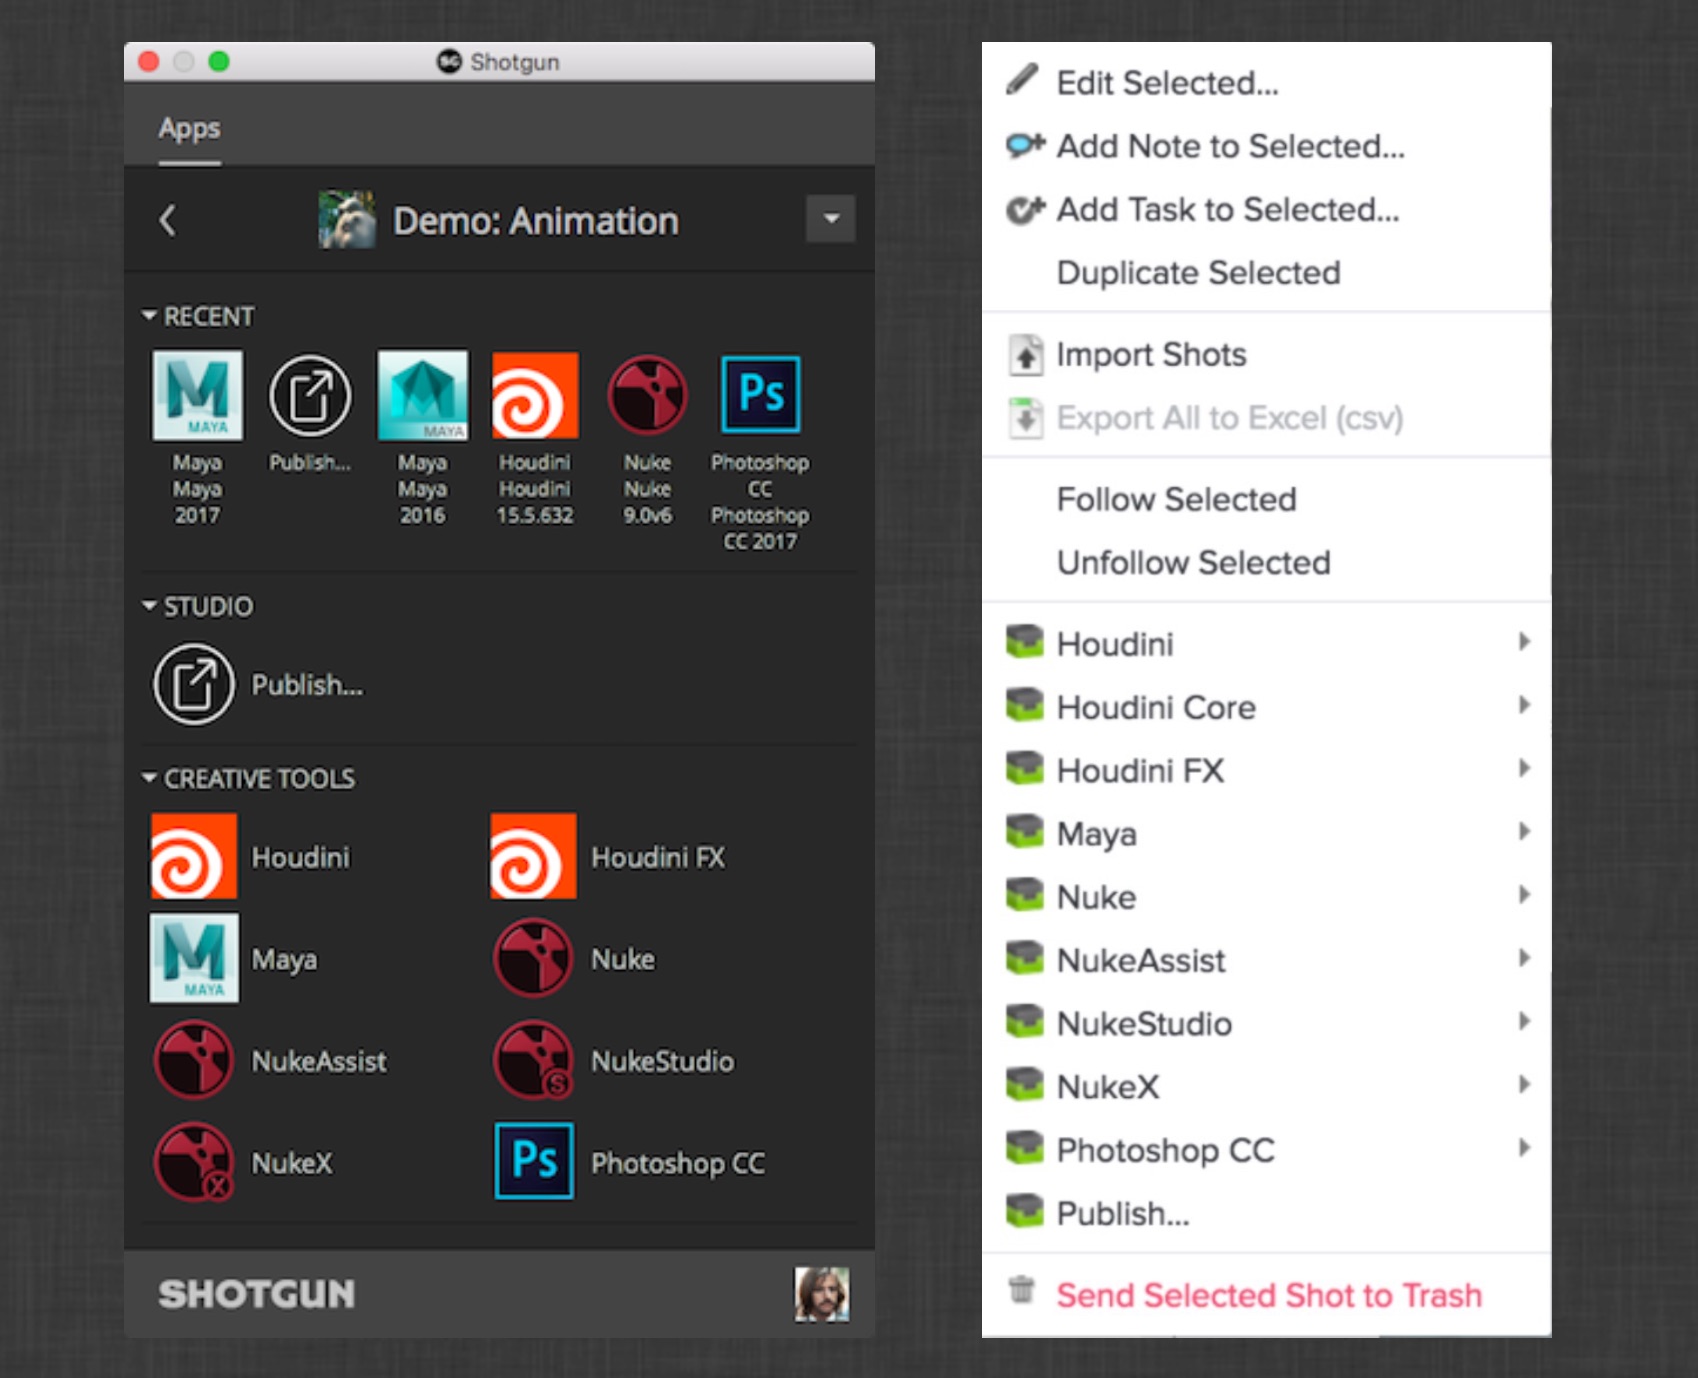 Shotgun
Apps
Demo: Animation
RECENT
MAYA
MAYA
Ps
Maya
Maya
2017
Publish...
Maya
Maya
2016
Houdini
Houdini
15.5.632
Nuke
Nuke
9.0v6
Photoshop
CC
Photoshop
CC 2017
STUDIO
Publish...
CREATIVE TOOLS
Houdini
Houdini FX
MAYA
Maya
Nuke
NukeAssist
S
NukeStudio
X
NukeX
Ps
Photoshop CC
SHOTGUN
Edit Selected...
Add Note to Selected...
Add Task to Selected...
Duplicate Selected
Import Shots
Export All to Excel (csv)
Follow Selected
Unfollow Selected
Houdini
Houdini Core
Houdini FX
Maya
Nuke
NukeAssist
NukeStudio
NukeX
Photoshop CC
Publish...
Send Selected Shot to Trash